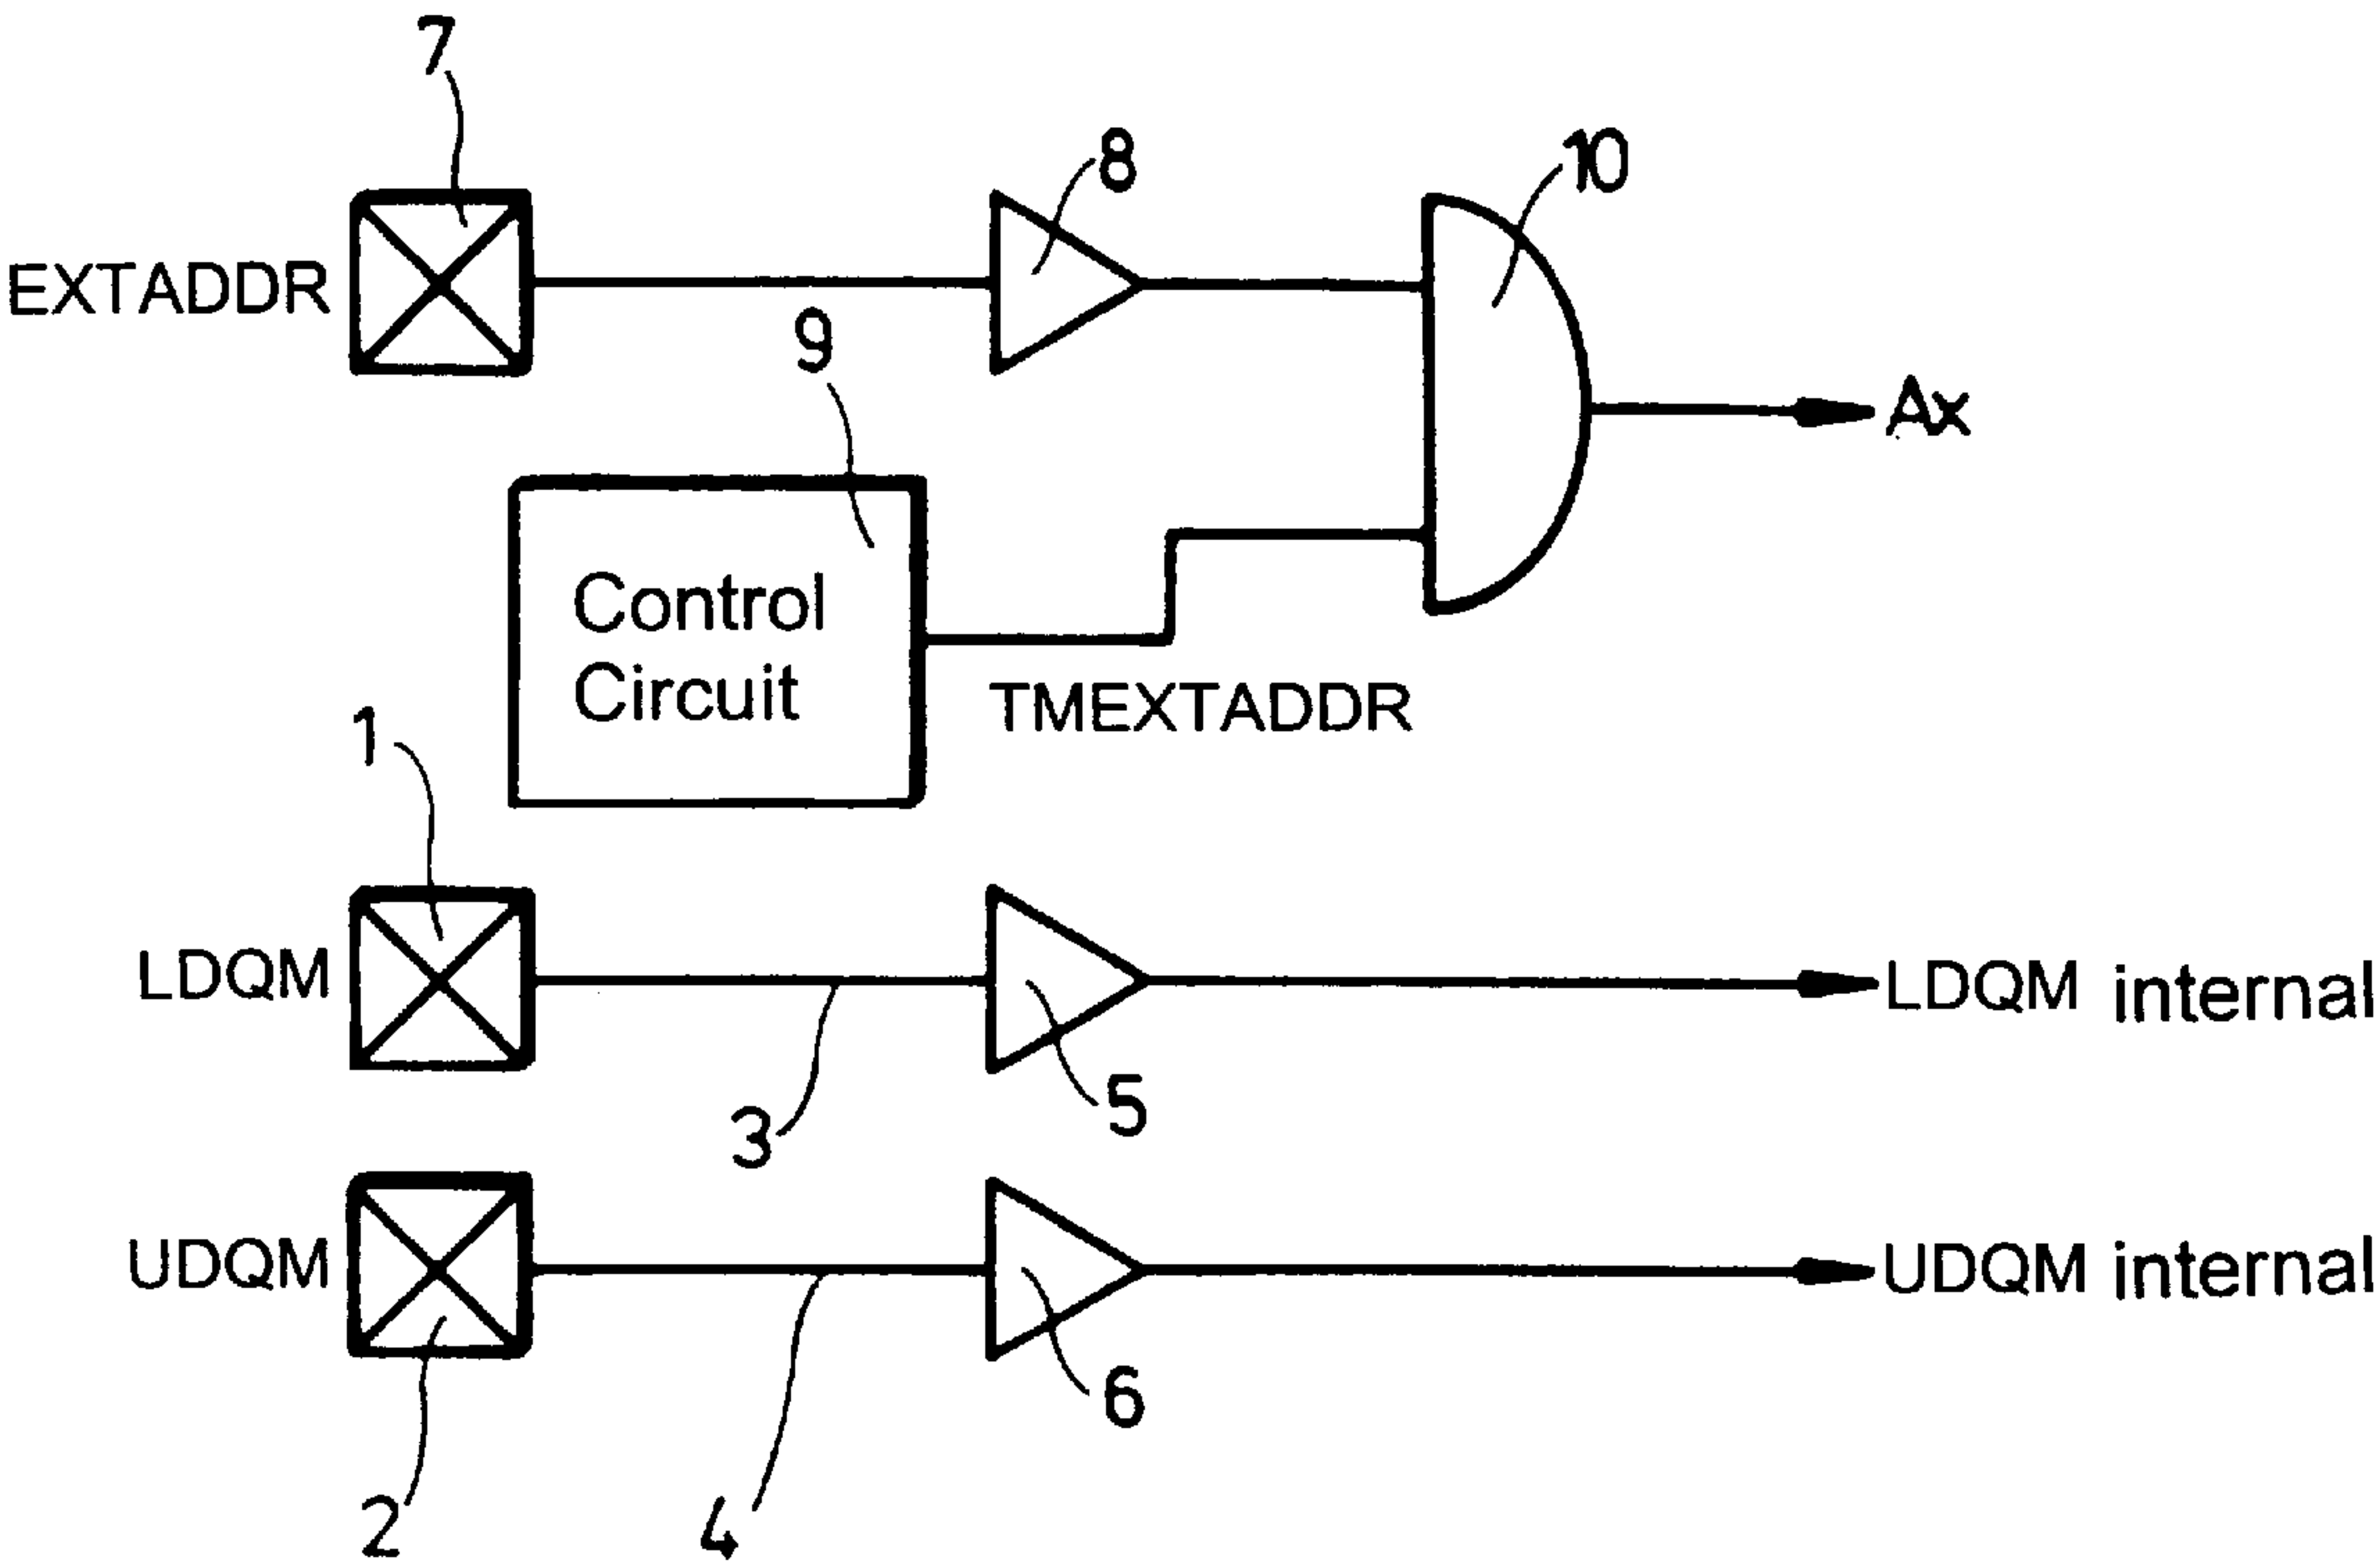 7
8
10
EXTADDR
9
Ax
Control
Circuit
TMEXTADDR
1
LDQM
LDQM internal
3
5
UDQM
UDQM internal
6
2
4